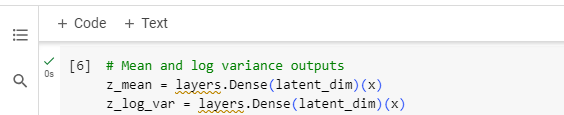 + Code + Text
[6] # Mean and log variance outputs
0s
z_mean = layers.Dense(latent_dim)(x)
z_log_var = layers.Dense(latent_dim)(x)